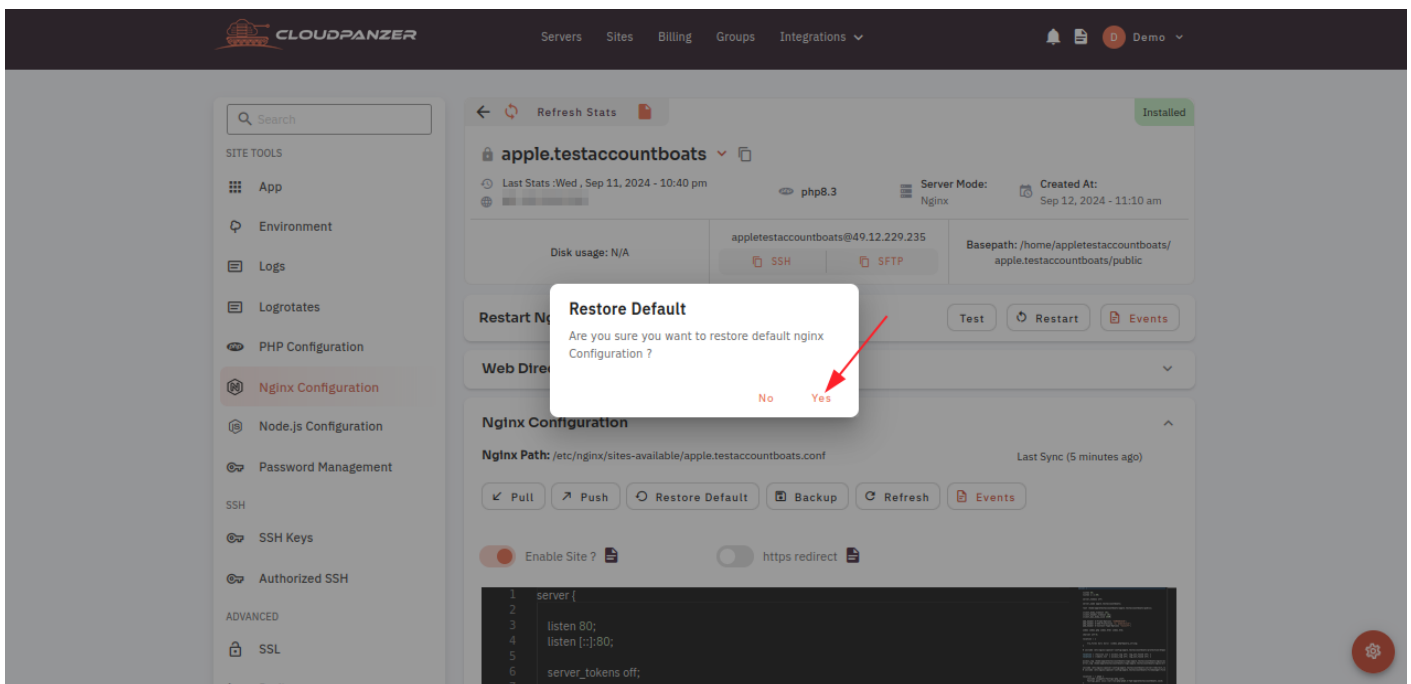 CLOUDPANZER
Servers Sites Billing Groups Integrations
D Demo
Search
SITE TOOLS
App
Environment
Logs
Logrotates
PHP Configuration
Nginx Configuration
Node.js Configuration
Password Management
SSH
SSH Keys
Authorized SSH
ADVANCED
SSL
Refresh Stats
Installed
apple.testaccountboats
Last Stats :Wed , Sep 11, 2024 - 10:40 pm
php8.3
Server Mode:
Nginx
Created At:
Sep 12, 2024 - 11:10 am
Disk usage: N/A
appletestaccountboats@49.12.229.235
SSH SFTP
Basepath: /home/appletestaccountboats/
apple.testaccountboats/public
Restart Ng
Test Restart Events
Web Dire
Restore Default
Are you sure you want to restore default nginx
Configuration ?
No Yes
Nginx Configuration
Nginx Path: /etc/nginx/sites-available/apple.testaccountboats.conf
Last Sync (5 minutes ago)
Pull Push Restore Default Backup Refresh Events
Enable Site ? https redirect
1 server {
2
3 listen 80;
4 listen [::]:80;
5
6 server_tokens off;